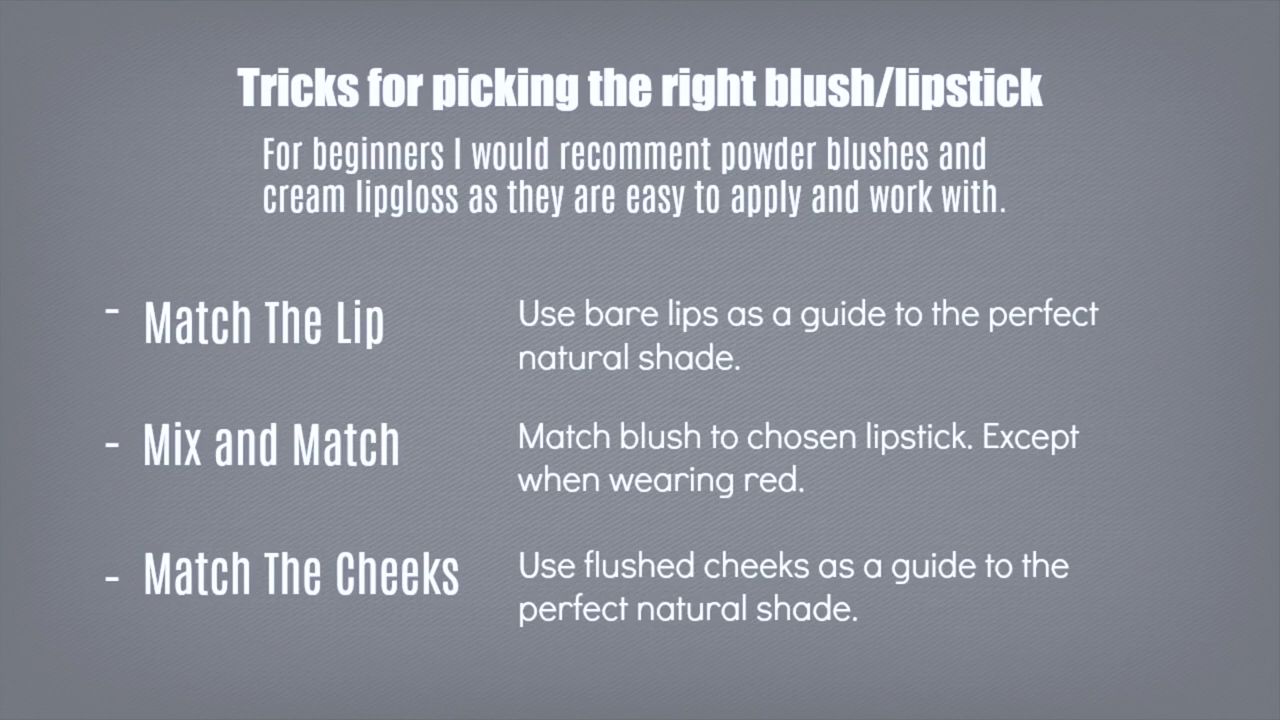 Tricks for picking the right blush/lipstick
For beginners I would recomment powder blushes and
cream lipgloss as they are easy to apply and work with.
- Match The Lip
Use bare lips as a guide to the perfect
natural shade.
- Mix and Match
Match blush to chosen lipstick. Except
when wearing red.
- Match The Cheeks
Use flushed cheeks as a guide to the
perfect natural shade.